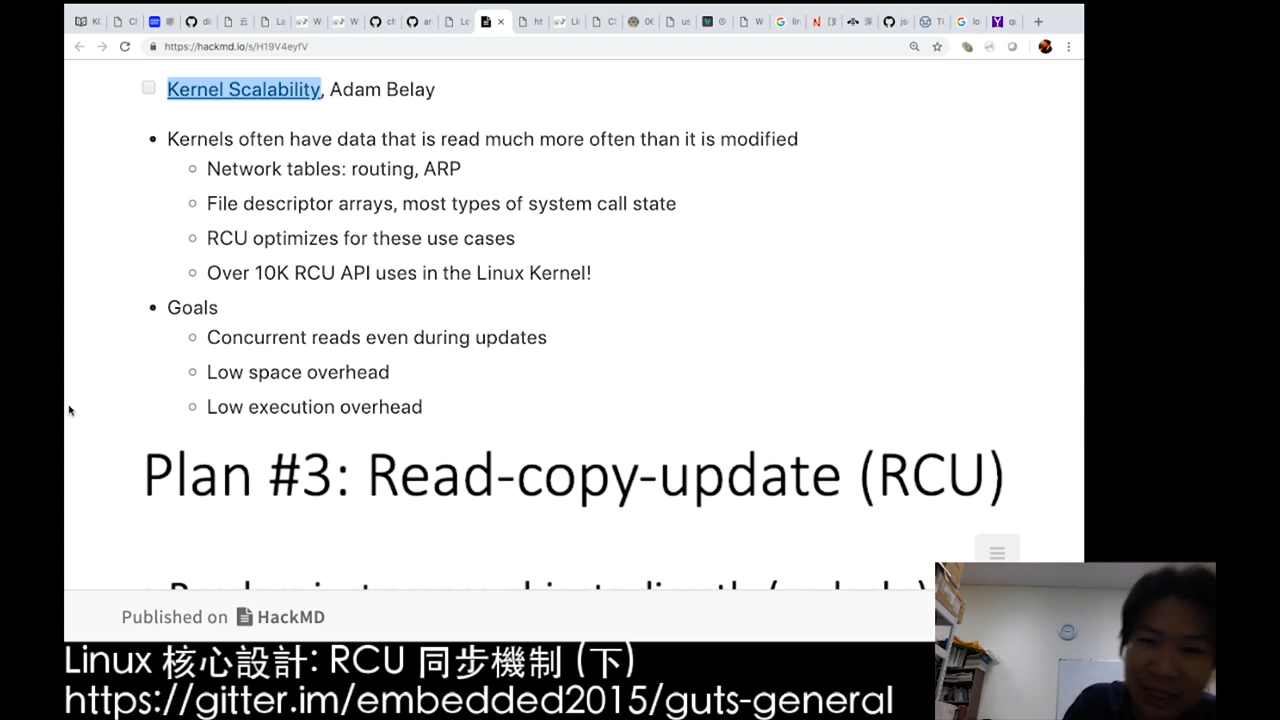 https://hackmd.io/s/H19V4eyfV
Kernel Scalability, Adam Belay
Kernels often have data that is read much more often than it is modified
Network tables: routing, ARP
File descriptor arrays, most types of system call state
RCU optimizes for these use cases
Over 10K RCU API uses in the Linux Kernel!
Goals
Concurrent reads even during updates
Low space overhead
Low execution overhead
Plan #3: Read-copy-update (RCU)
Published on HackMD
Linux 核心設計: RCU 同步機制 (下)
https://gitter.im/embedded2015/guts-general